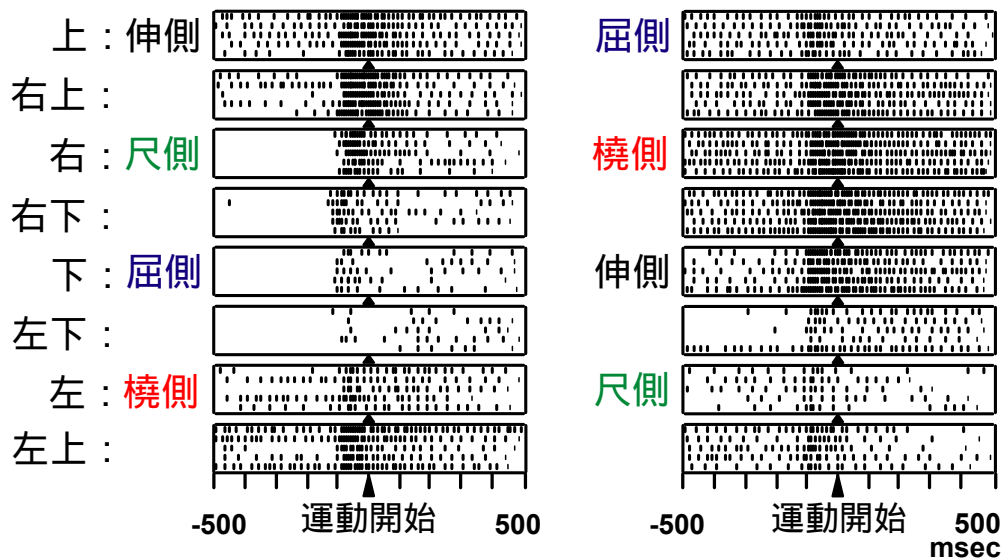 上：伸側 屈側
右上：
右：尺側 橈側
右下：
下：屈側 伸側
左下：
左：橈側 尺側
左上：
-500 運動開始 500 -500 運動開始 500
msec